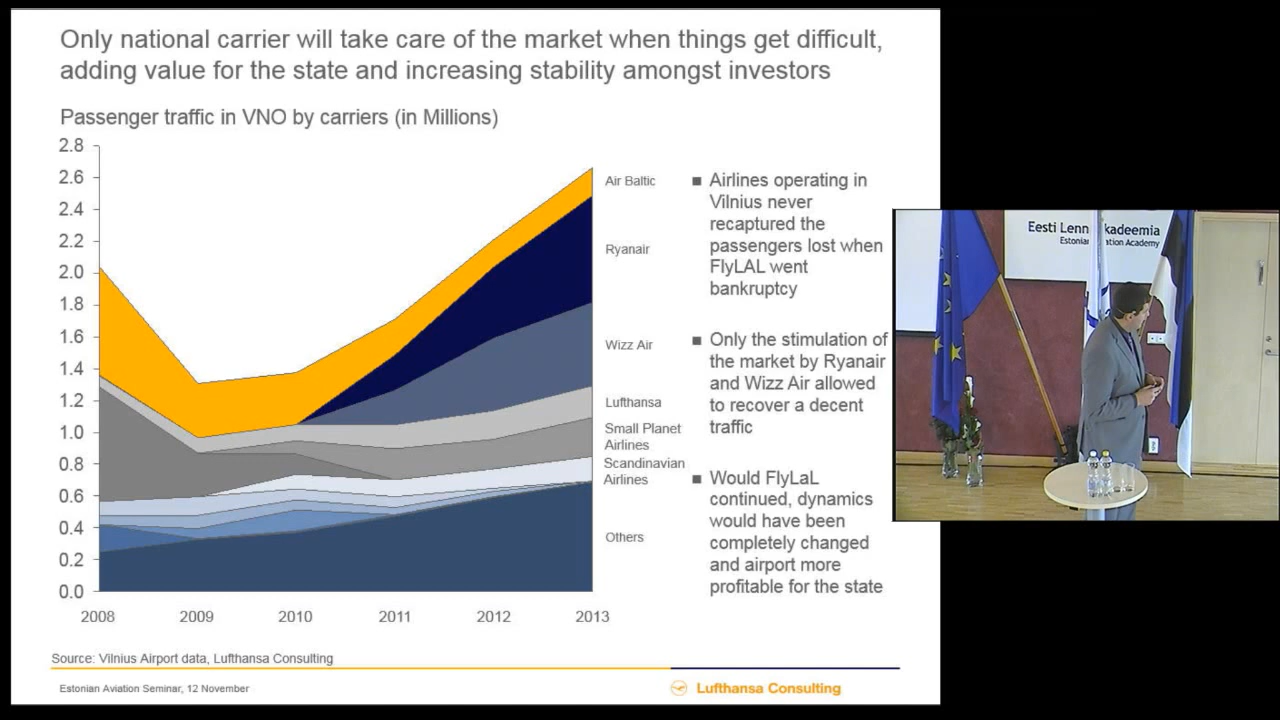 Only national carrier will take care of the market when things get difficult,
adding value for the state and increasing stability amongst investors
Passenger traffic in VNO by carriers (in Millions)
2.8
2.6
2.4
2.2
2.0
1.8
1.6
1.4
1.2
1.0
0.8
0.6
0.4
0.2
0.0
2008 2009 2010 2011 2012 2013
Air Baltic
Ryanair
Wizz Air
Lufthansa
Small Planet
Airlines
Scandinavian
Airlines
Others
■ Airlines operating in
Vilnius never
recaptured the
passengers lost when
FlyLAL went
bankruptcy
■ Only the stimulation of
the market by Ryanair
and Wizz Air allowed
to recover a decent
traffic
■ Would FlyLaL
continued, dynamics
would have been
completely changed
and airport more
profitable for the state
Source: Vilnius Airport data, Lufthansa Consulting
Estonian Aviation Seminar, 12 November
Lufthansa Consulting
Eesti Lenn kadeemia
Estonia ation Academy